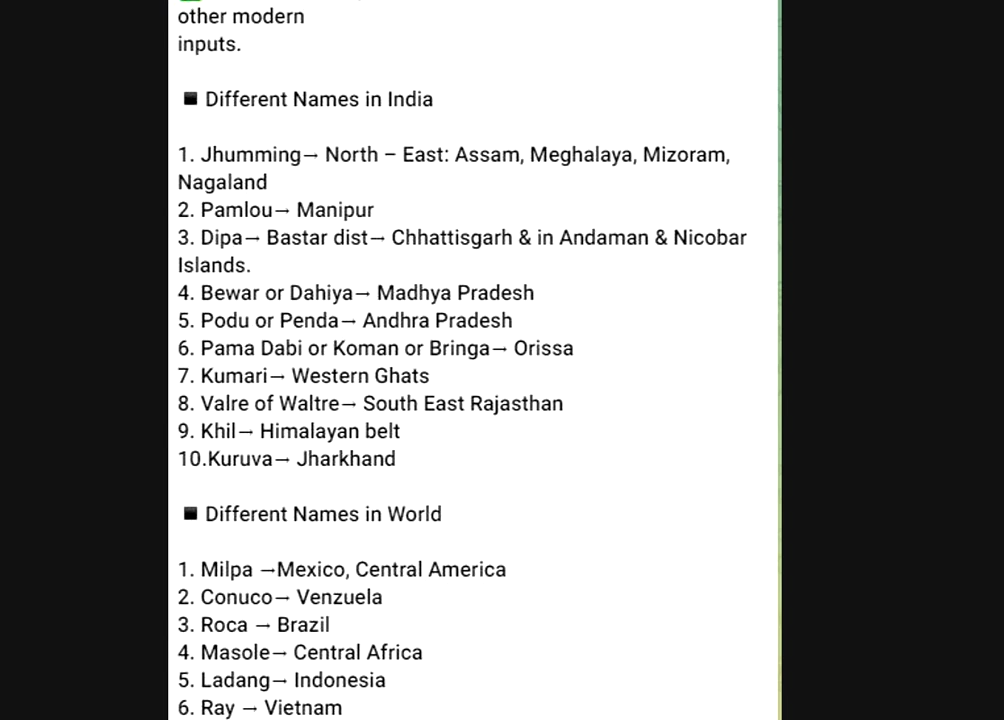 other modern
inputs.
◾ Different Names in India
1. Jhumming→ North – East: Assam, Meghalaya, Mizoram,
Nagaland
2. Pamlou→ Manipur
3. Dipa→ Bastar dist→ Chhattisgarh & in Andaman & Nicobar
Islands.
4. Bewar or Dahiya→ Madhya Pradesh
5. Podu or Penda→ Andhra Pradesh
6. Pama Dabi or Koman or Bringa→ Orissa
7. Kumari→ Western Ghats
8. Valre of Waltre→ South East Rajasthan
9. Khil→ Himalayan belt
10.Kuruva→ Jharkhand
◾ Different Names in World
1. Milpa →Mexico, Central America
2. Conuco→ Venzuela
3. Roca → Brazil
4. Masole→ Central Africa
5. Ladang→ Indonesia
6. Ray → Vietnam